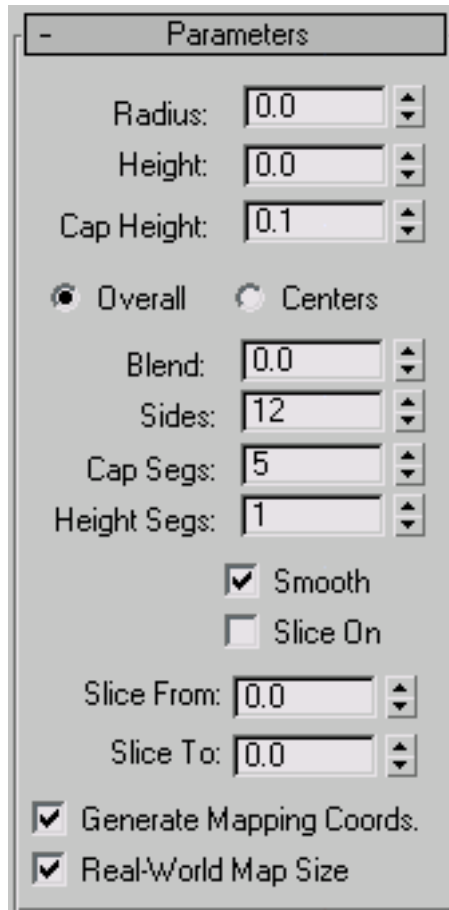 - Parameters
Radius: 0.0
Height: 0.0
Cap Height: 0.1
Overall Centers
Blend: 0.0
Sides: 12
Cap Segs: 5
Height Segs: 1
Smooth
Slice On
Slice From: 0.0
Slice To: 0.0
Generate Mapping Coords.
Real-World Map Size